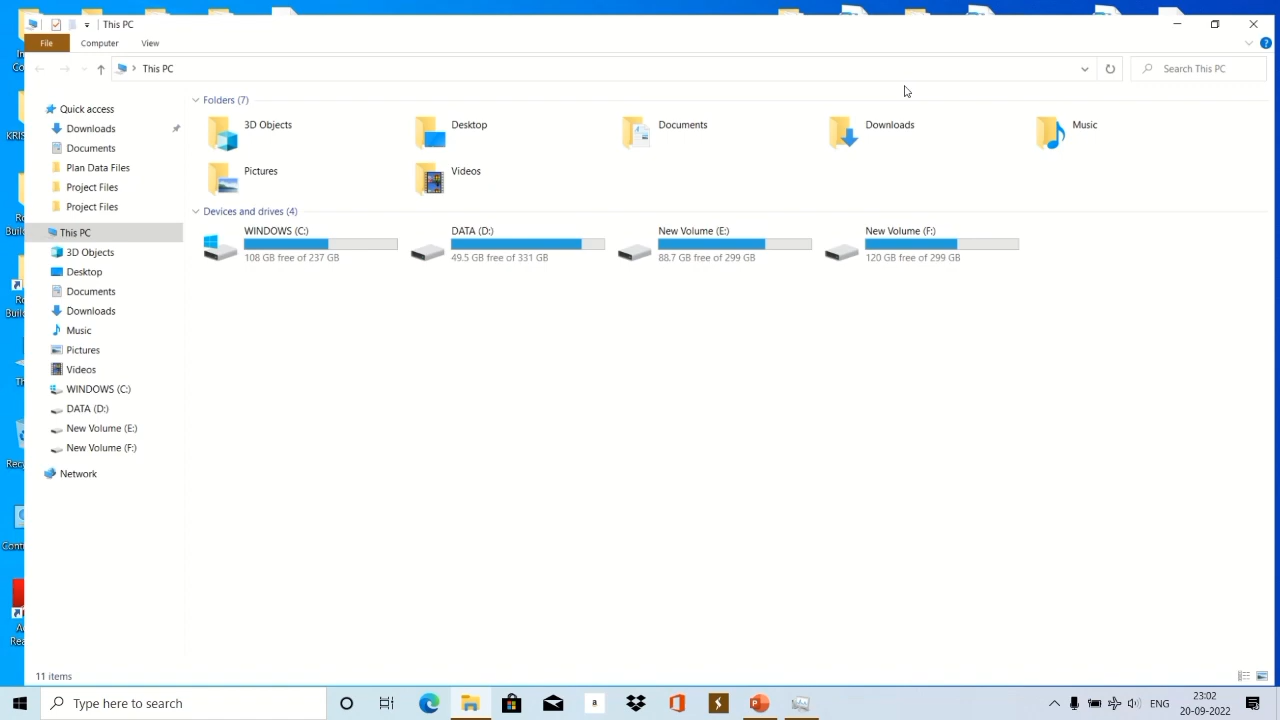 This PC
File Computer View
This PC
Search This PC
Quick access
Downloads
Documents
Plan Data Files
Project Files
Project Files
This PC
3D Objects
Desktop
Documents
Downloads
Music
Pictures
Videos
WINDOWS (C:)
DATA (D:)
New Volume (E:)
New Volume (F:)
Network
Folders (7)
3D Objects
Desktop
Documents
Downloads
Music
Pictures
Videos
Devices and drives (4)
WINDOWS (C:)
108 GB free of 237 GB
DATA (D:)
49.5 GB free of 331 GB
New Volume (E:)
88.7 GB free of 299 GB
New Volume (F:)
120 GB free of 299 GB
11 items
Type here to search
a
P
ENG
23:02
20-09-2022